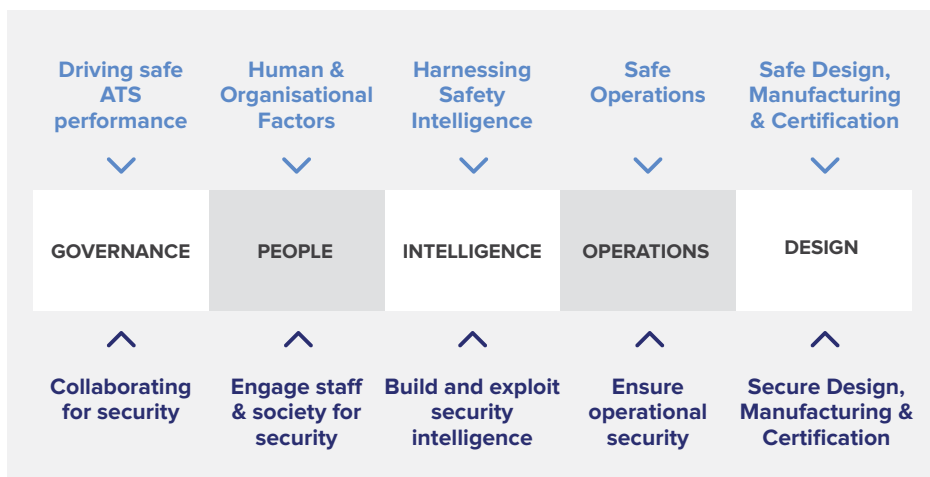 Driving safe
ATS
performance
Human &
Organisational
Factors
Harnessing
Safety
Intelligence
Safe
Operations
Safe Design,
Manufacturing
& Certification
GOVERNANCE
PEOPLE
INTELLIGENCE
OPERATIONS
DESIGN
Collaborating
for security
Engage staff
& society for
security
Build and exploit
security
intelligence
Ensure
operational
security
Secure Design,
Manufacturing &
Certification